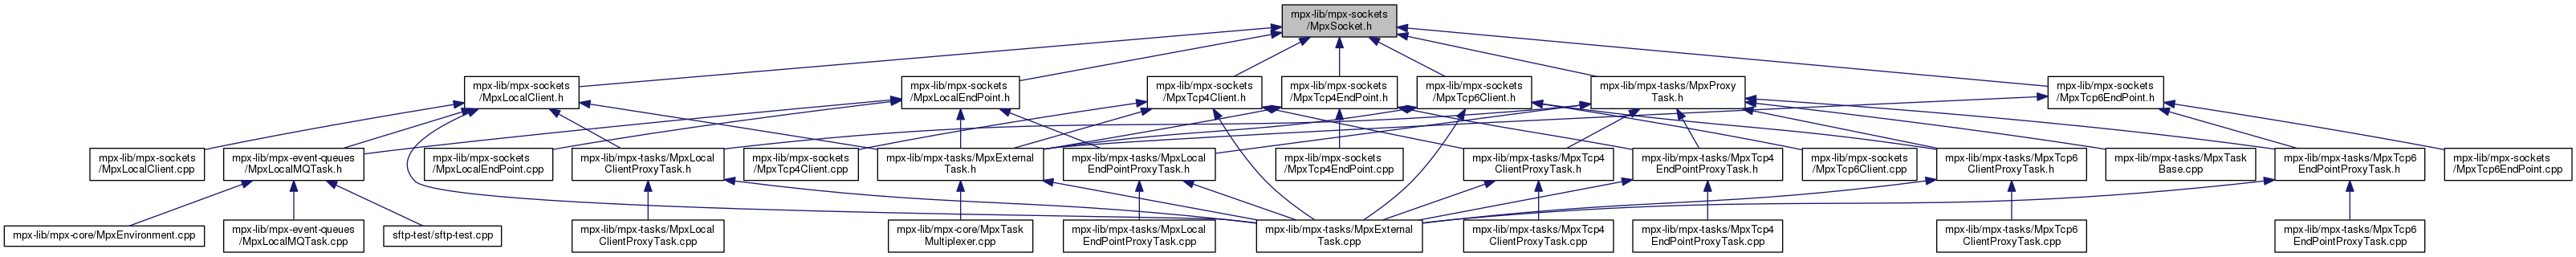 mpx-lib/mpx-sockets
/MpxSocket.h
mpx-lib/mpx-sockets
/MpxLocalClient.h
mpx-lib/mpx-sockets
/MpxLocalEndPoint.h
mpx-lib/mpx-sockets
/MpxTcp4Client.h
mpx-lib/mpx-sockets
/MpxTcp4EndPoint.h
mpx-lib/mpx-sockets
/MpxTcp6Client.h
mpx-lib/mpx-tasks/MpxProxy
Task.h
mpx-lib/mpx-sockets
/MpxTcp6EndPoint.h
mpx-lib/mpx-sockets
/MpxLocalClient.cpp
mpx-lib/mpx-event-queues
/MpxLocalMQTask.h
mpx-lib/mpx-sockets
/MpxLocalEndPoint.cpp
mpx-lib/mpx-tasks/MpxLocal
ClientProxyTask.h
mpx-lib/mpx-sockets
/MpxTcp4Client.cpp
mpx-lib/mpx-tasks/MpxExternal
Task.h
mpx-lib/mpx-tasks/MpxLocal
EndPointProxyTask.h
mpx-lib/mpx-sockets
/MpxTcp4EndPoint.cpp
mpx-lib/mpx-tasks/MpxTcp4
ClientProxyTask.h
mpx-lib/mpx-tasks/MpxTcp4
EndPointProxyTask.h
mpx-lib/mpx-sockets
/MpxTcp6Client.cpp
mpx-lib/mpx-tasks/MpxTcp6
ClientProxyTask.h
mpx-lib/mpx-tasks/MpxTask
Base.cpp
mpx-lib/mpx-tasks/MpxTcp6
EndPointProxyTask.h
mpx-lib/mpx-sockets
/MpxTcp6EndPoint.cpp
mpx-lib/mpx-core/MpxEnvironment.cpp
mpx-lib/mpx-event-queues
/MpxLocalMQTask.cpp
sftp-test/sftp-test.cpp
mpx-lib/mpx-tasks/MpxLocal
ClientProxyTask.cpp
mpx-lib/mpx-core/MpxTask
Multiplexer.cpp
mpx-lib/mpx-tasks/MpxLocal
EndPointProxyTask.cpp
mpx-lib/mpx-tasks/MpxExternal
Task.cpp
mpx-lib/mpx-tasks/MpxTcp4
ClientProxyTask.cpp
mpx-lib/mpx-tasks/MpxTcp4
EndPointProxyTask.cpp
mpx-lib/mpx-tasks/MpxTcp6
ClientProxyTask.cpp
mpx-lib/mpx-tasks/MpxTcp6
EndPointProxyTask.cpp